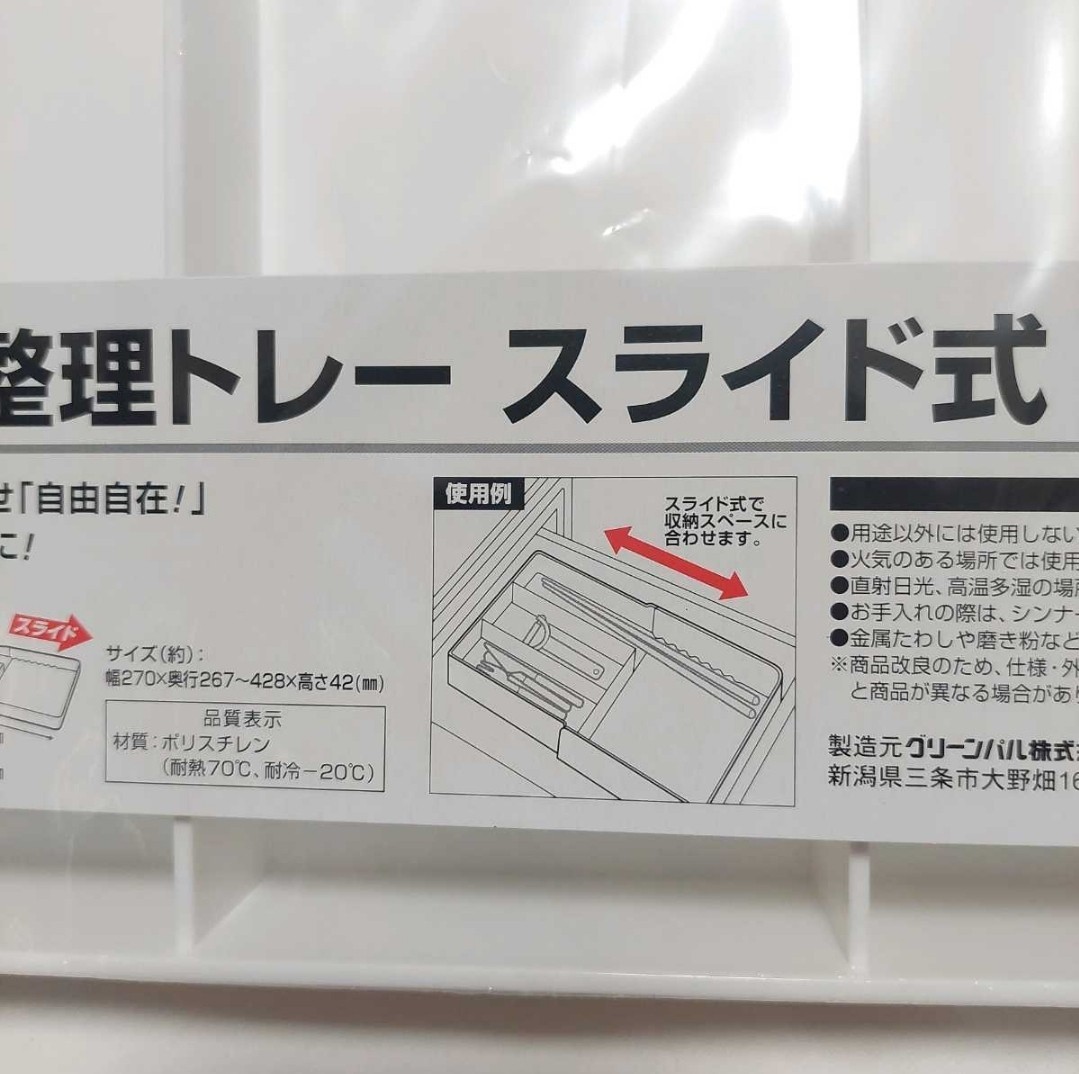 整理トレー スライド式
せ「自由自在!」
に!
スライド
サイズ(約):
幅270×奥行267〜428×高さ42(㎜)
品質表示
材質:ポリスチレン
(耐熱70℃、耐冷−20℃)
使用例
スライド式で
収納スペースに
合わせます。
●用途以外には使用しない
●火気のある場所では使用
●直射日光、高温多湿の場所
●お手入れの際は、シンナー
●金属たわしや磨き粉など
※商品改良のため、仕様・外
と商品が異なる場合があり
製造元 グリーンパル株式
新潟県三条市大野畑16